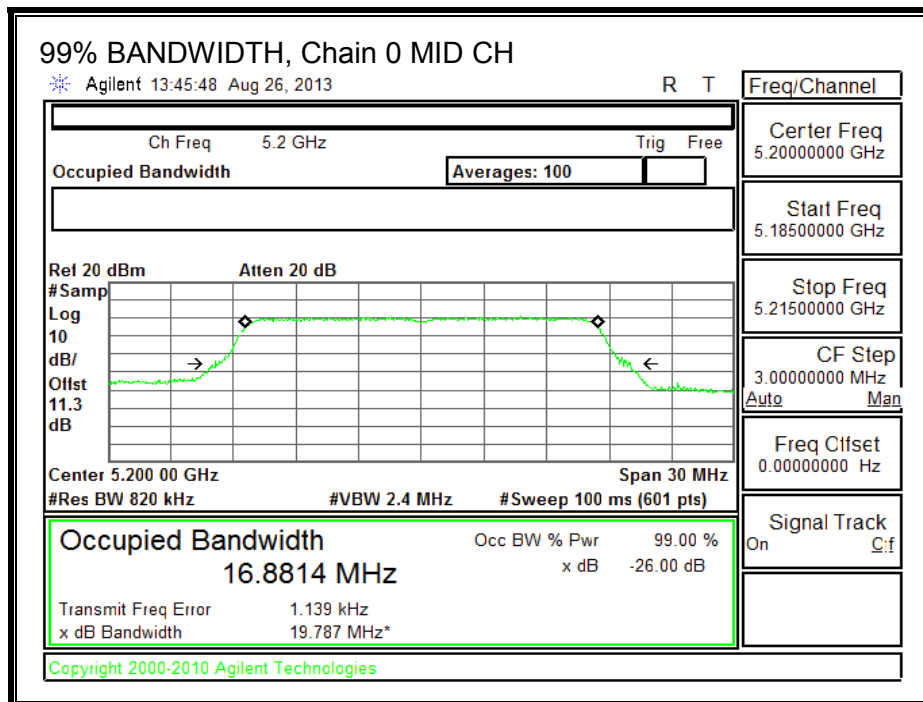 99% BANDWIDTH, Chain 0 MID CH
Agilent 13:45:48 Aug 26, 2013 R T
Freq/Channel
Ch Freq 5.2 GHz Trig Free
Occupied Bandwidth Averages: 100
Center Freq
5.20000000 GHz
Start Freq
5.18500000 GHz
Stop Freq
5.21500000 GHz
CF Step
3.00000000 MHz
Auto Man
Freq Offset
0.00000000 Hz
Signal Track
On Off
Ref 20 dBm Atten 20 dB
#Samp
Log
10
dB/
Offst
11.3
dB
Center 5.200 00 GHz Span 30 MHz
#Res BW 820 kHz #VBW 2.4 MHz #Sweep 100 ms (601 pts)
Occupied Bandwidth Occ BW % Pwr 99.00 %
16.8814 MHz x dB -26.00 dB
Transmit Freq Error 1.139 kHz
x dB Bandwidth 19.787 MHz*
Copyright 2000-2010 Agilent Technologies